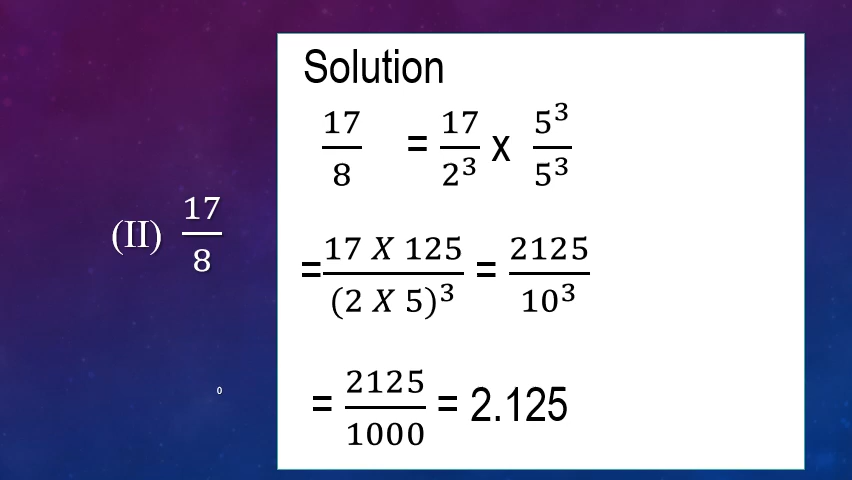 Solution
17/8 = 17/2³ x 5³/5³
(II) 17/8
= 17 X 125/(2 X 5)³ = 2125/10³
0
= 2125/1000 = 2.125